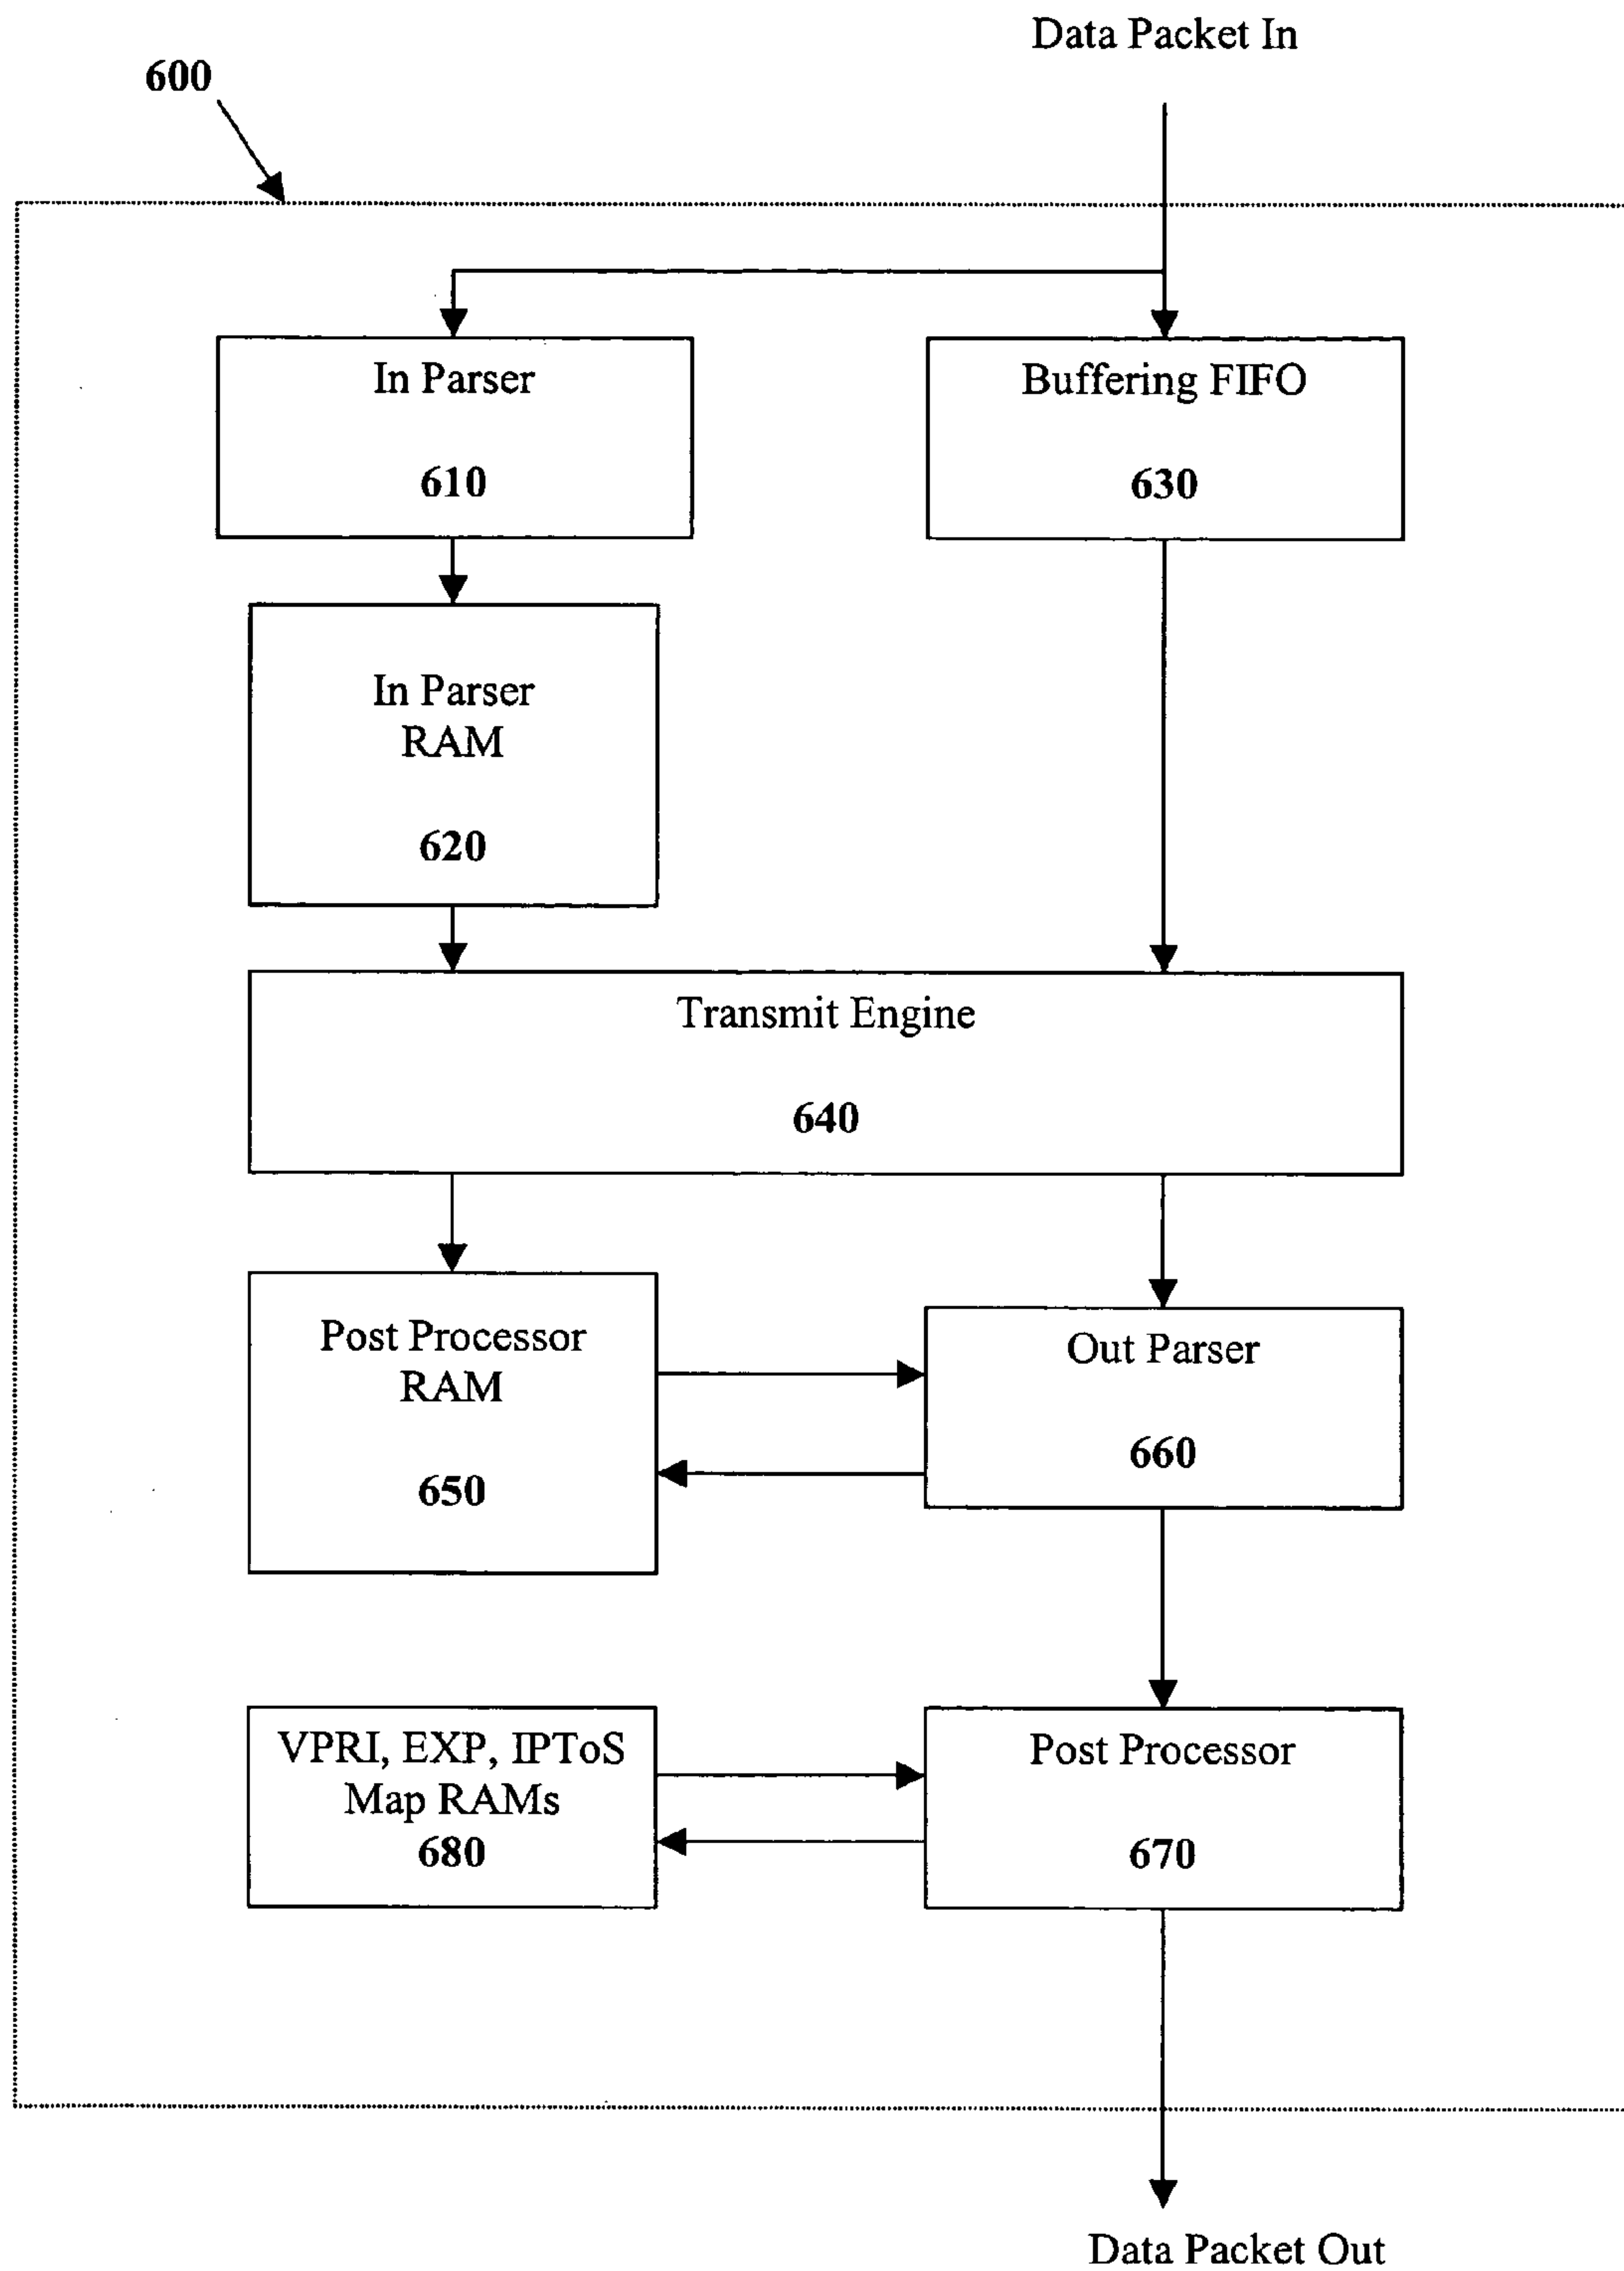 Data Packet In
600
In Parser
610
Buffering FIFO
630
In Parser
RAM
620
Transmit Engine
640
Post Processor
RAM
650
Out Parser
660
VPRI, EXP, IPToS
Map RAMs
680
Post Processor
670
Data Packet Out